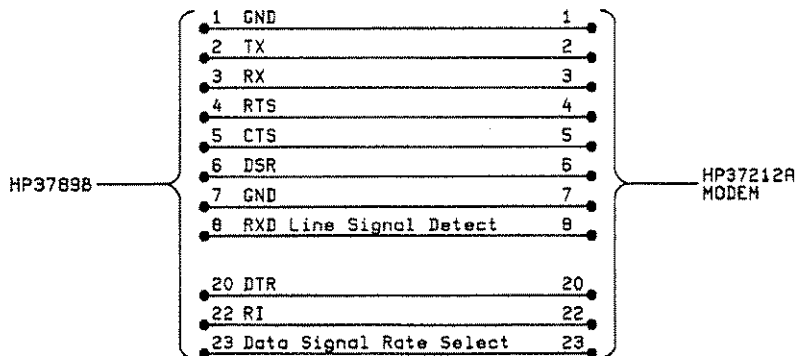 1 GND 1
2 TX 2
3 RX 3
4 RTS 4
5 CTS 5
6 DSR 6
HP3789B
HP37212A
MODEM
7 GND 7
8 RXD Line Signal Detect 8
20 DTR 20
22 RI 22
23 Data Signal Rate Select 23